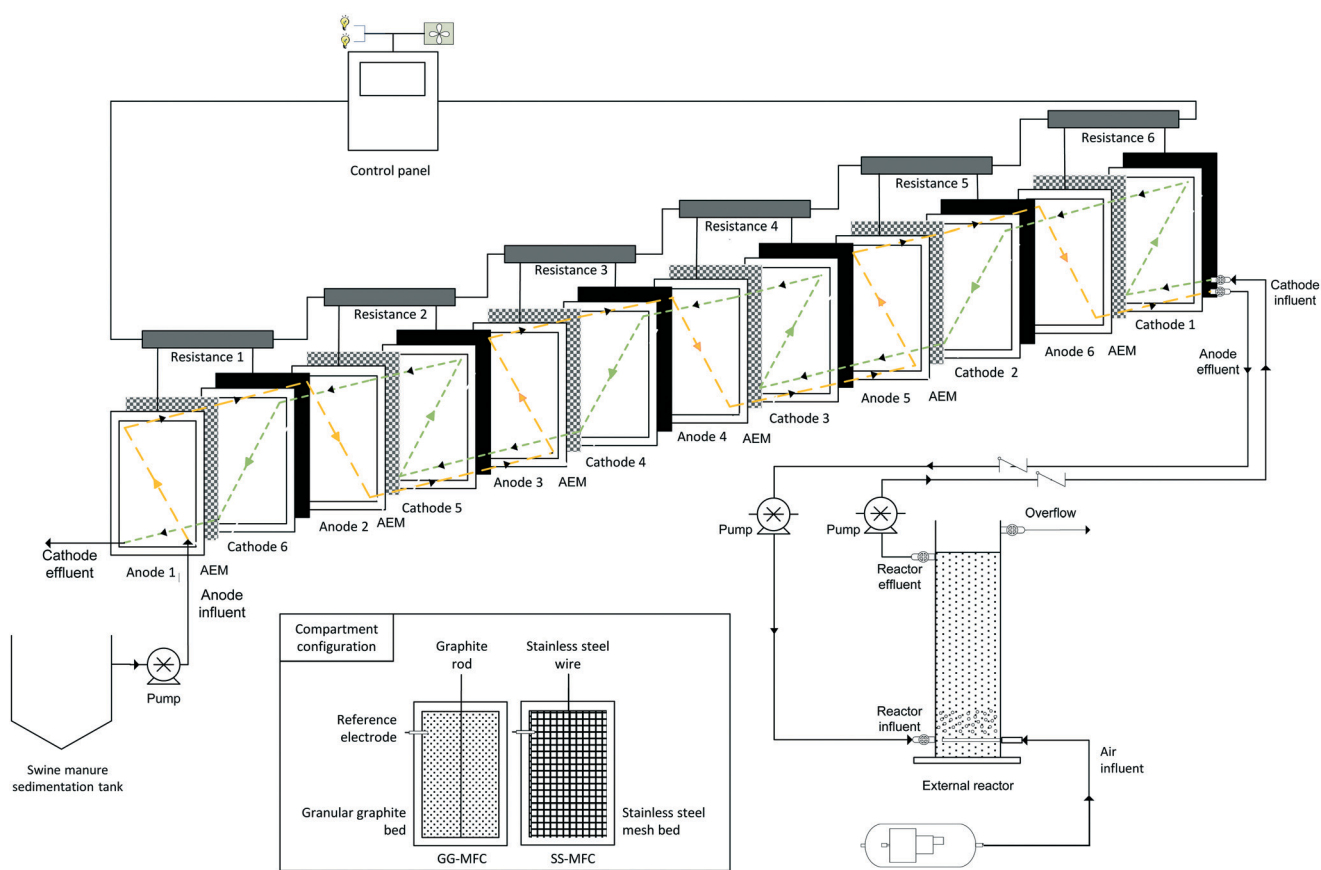 Control panel
Resistance 6
Resistance 5
Resistance 4
Resistance 3
Resistance 2
Resistance 1
Cathode
influent
Cathode 1
AEM
Anode 6
Anode
effluent
Cathode 2
AEM
Anode 5
Cathode 3
AEM
Anode 4
Cathode 4
AEM
Anode 3
Cathode 5
AEM
Anode 2
Cathode 6
AEM
Anode 1
Cathode
effluent
Anode
influent
Pump
Swine manure
sedimentation tank
Pump
Pump
Overflow
Reactor
effluent
Reactor
influent
Air
influent
External reactor
Compartment
configuration
Graphite
rod
Stainless steel
wire
Reference
electrode
Granular graphite
bed
Stainless steel
mesh bed
GG-MFC
SS-MFC